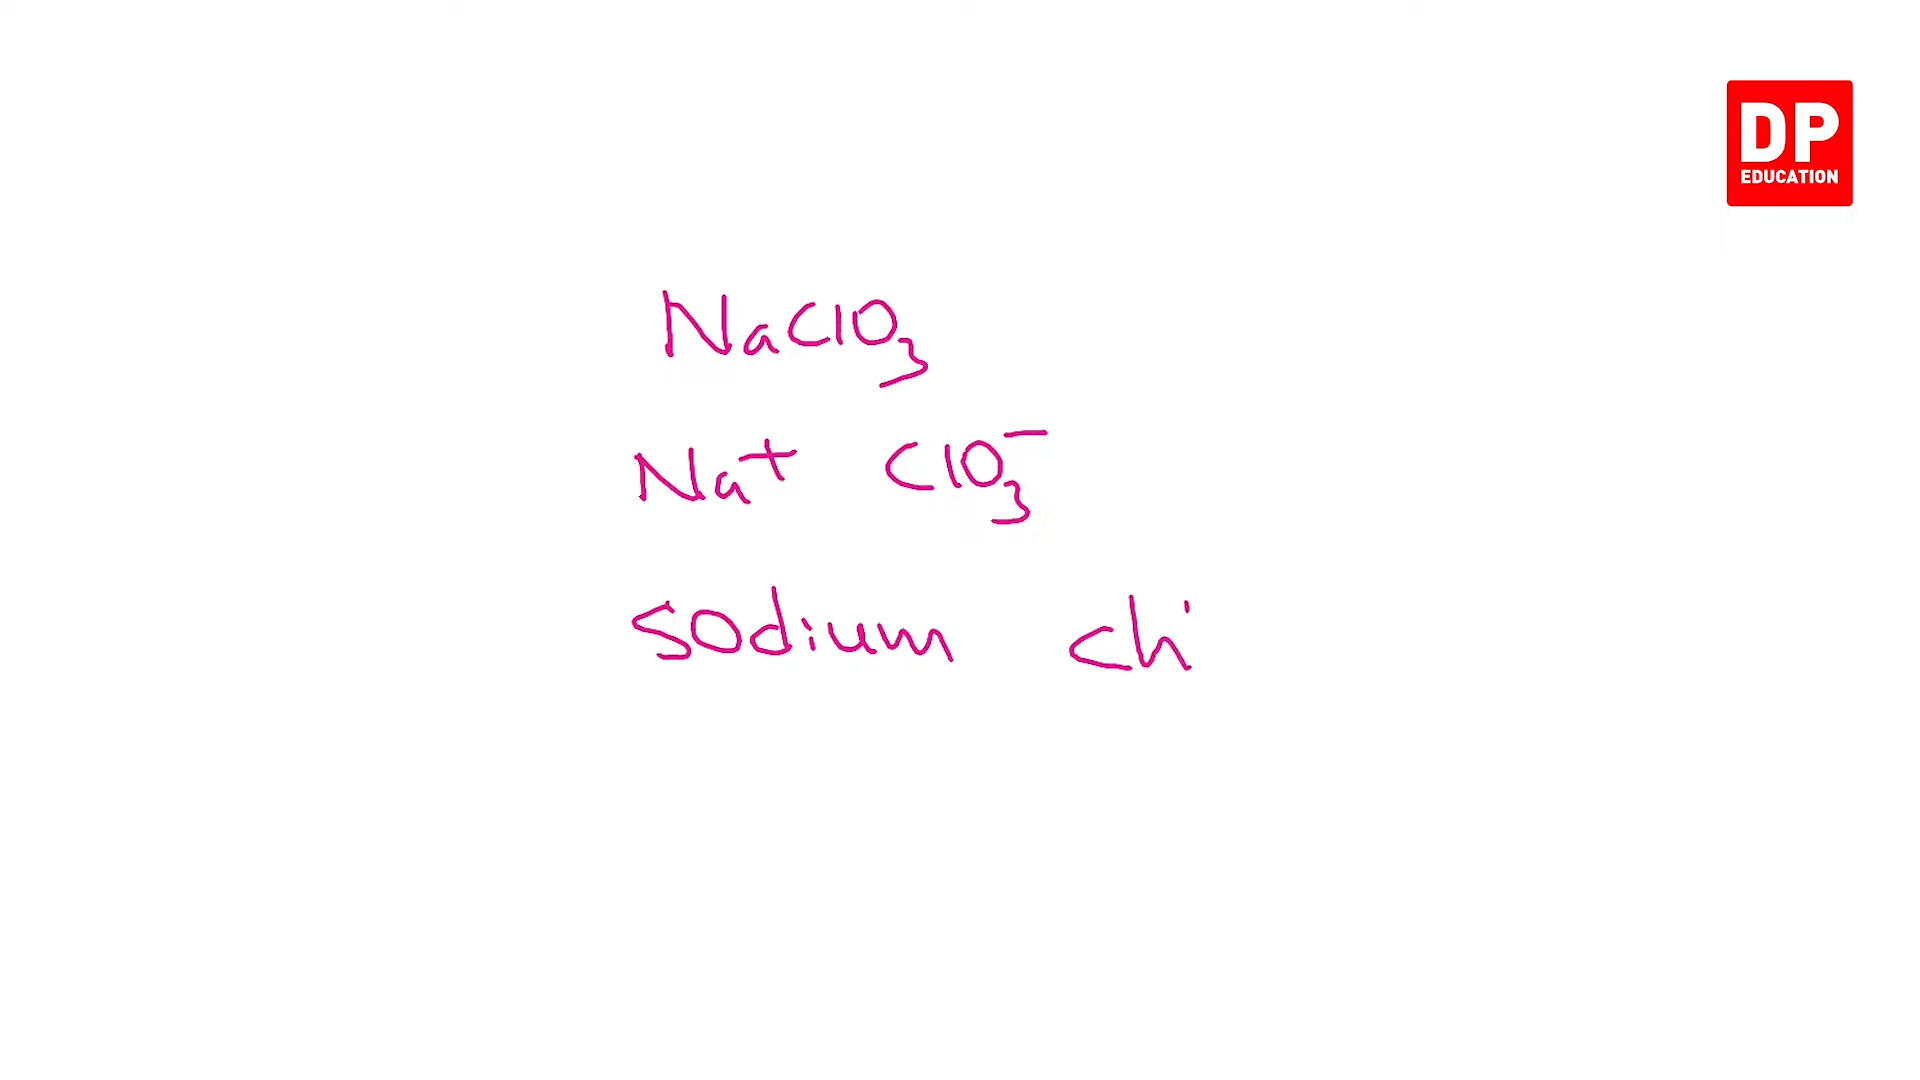 DP
EDUCATION
NaClO₃
Na⁺ ClO₃⁻
sodium chl